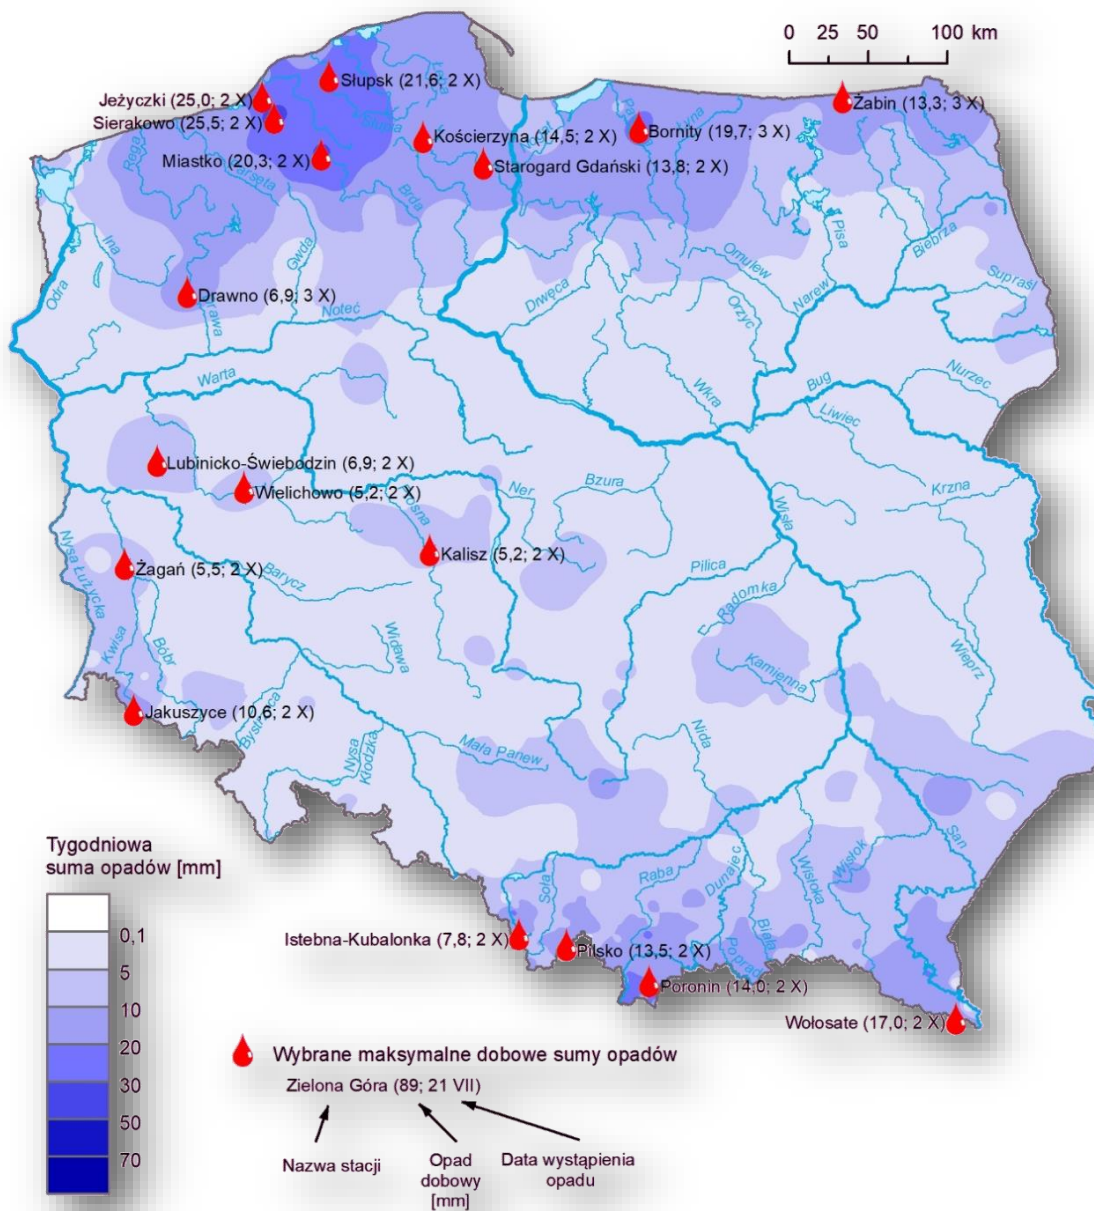 0 25 50 100 km
Słupsk (21,6; 2 X)
Jeżyczki (25,0; 2 X)
Sierakowo (25,5; 2 X)
Miastko (20,3; 2 X)
Kościerzyna (14,5; 2 X)
Starogard Gdański (13,8; 2 X)
Bornity (19,7; 3 X)
Żabin (13,3; 3 X)
Rega
Parsęta
Łeba
Łupia
Brda
Łyna
Pisa
Biebrza
Supraśl
Ina
Gwda
Odra
Drawno (6,9; 3 X)
Drawa
Noteć
Drwęca
Omulew
Orzyc
Narew
Warta
Wkra
Bug
Nurzec
Liwiec
Lubinicko-Świebodzin (6,9; 2 X)
Wielichowo (5,2; 2 X)
Prosna
Ner
Bzura
Krzna
Wisła
Nysa Łużycka
Żagań (5,5; 2 X)
Kalisz (5,2; 2 X)
Barycz
Pilica
Radomka
Kwisa
Bóbr
Widawa
Kamienna
Wieprz
Jakuszyce (10,6; 2 X)
Bystrzyca
Nysa
Kłodzka
Mała Panew
Nida
San
Soła
Raba
Dunajec
Wisłoka
Wisłok
Biała
Poprad
Istebna-Kubalonka (7,8; 2 X)
Pilsko (13,5; 2 X)
Poronin (14,0; 2 X)
Wołosate (17,0; 2 X)
Tygodniowa
suma opadów [mm]
0,1
5
10
20
30
50
70
Wybrane maksymalne dobowe sumy opadów
Zielona Góra (89; 21 VII)
Nazwa stacji
Opad
dobowy
[mm]
Data wystąpienia
opadu